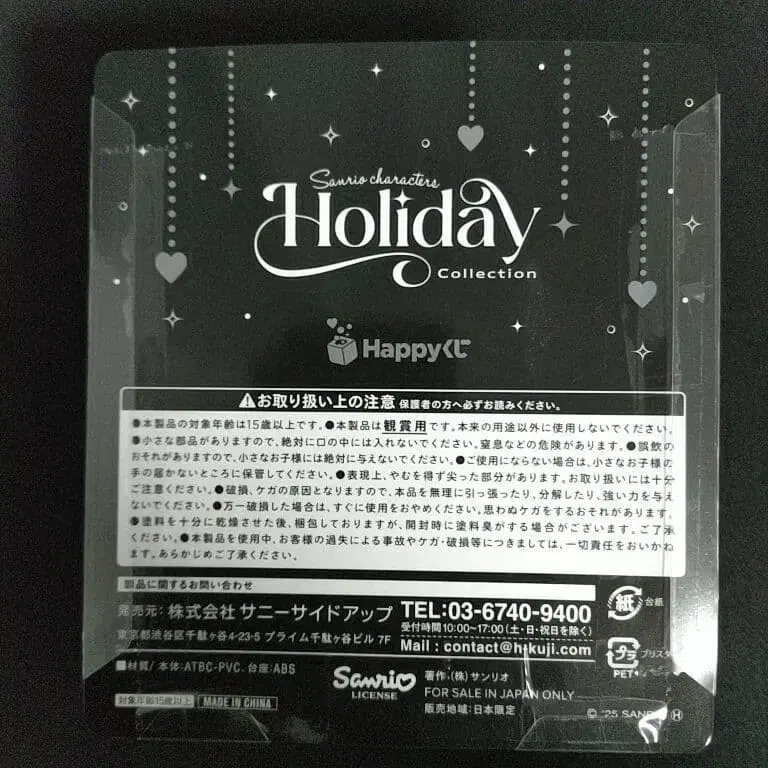 Sanrio characters
Holiday
Collection
Happyくじ
⚠お取り扱い上の注意 保護者の方へ必ずお読みください。
●本製品の対象年齢は15歳以上です。●本製品は観賞用です。本来の用途以外に使用しないでください。
●小さな部品がありますので、絶対に口の中には入れないでください。窒息などの危険があります。●誤飲の
おそれがありますので、小さなお子様には絶対に与えないでください。●ご使用にならない場合は、小さなお子様の
手の届かないところに保管してください。●表現上、やむを得ず尖った部分があります。お取り扱いには十分
ご注意ください。●破損、ケガの原因となりますので、本品を無理に引っ張ったり、分解したり、強い力を与え
ないでください。●万一破損した場合は、すぐに使用をおやめください。思わぬケガをするおそれがあります。
●塗料を十分に乾燥させた後、梱包しておりますが、開封時に塗料臭がする場合がございます。ご了承
ください。●本製品を使用中、お客様の過失による事故やケガ・破損等につきましては、一切責任をおいかね
ます。あらかじめご了承ください。
製品に関するお問い合わせ
発売元：株式会社 サニーサイドアップ
東京都渋谷区千駄ヶ谷4-23-5 プライム千駄ヶ谷ビル 7F
TEL:03-6740-9400
受付時間10:00~17:00（土・日・祝日を除く）
Mail : contact@h-kuji.com
■材質／本体：ATBC-PVC、台座：ABS
対象年齢15歳以上
MADE IN CHINA
Sanrio
LICENSE
著作：（株）サンリオ
FOR SALE IN JAPAN ONLY
販売地域：日本限定
紙
台紙
プラ
ブリスタ
PET
© '25 SANR Ⓗ